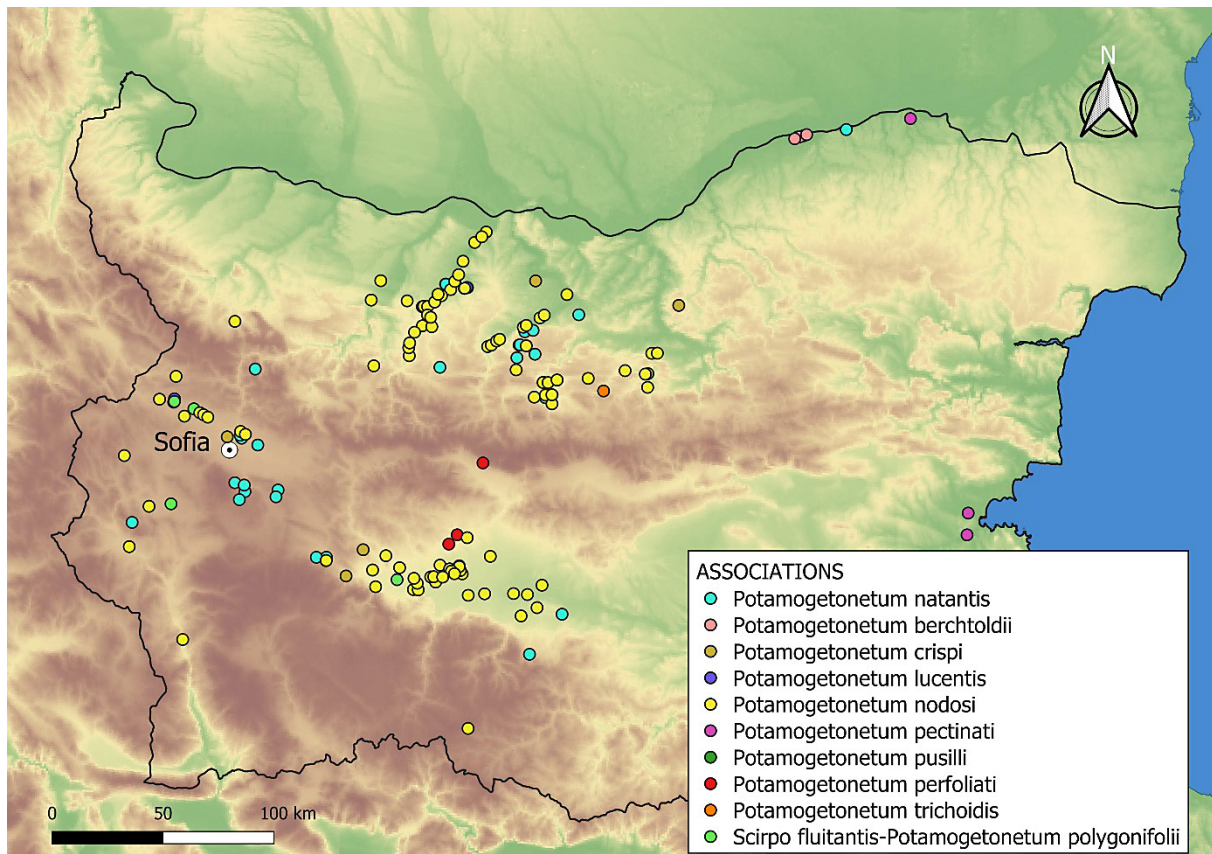 N
Sofia
ASSOCIATIONS
Potamogetonetum natantis
Potamogetonetum berchtoldii
Potamogetonetum crispi
Potamogetonetum lucentis
Potamogetonetum nodosi
Potamogetonetum pectinati
Potamogetonetum pusilli
Potamogetonetum perfoliati
Potamogetonetum trichoidis
Scirpo fluitantis-Potamogetonetum polygonifolii
0 50 100 km